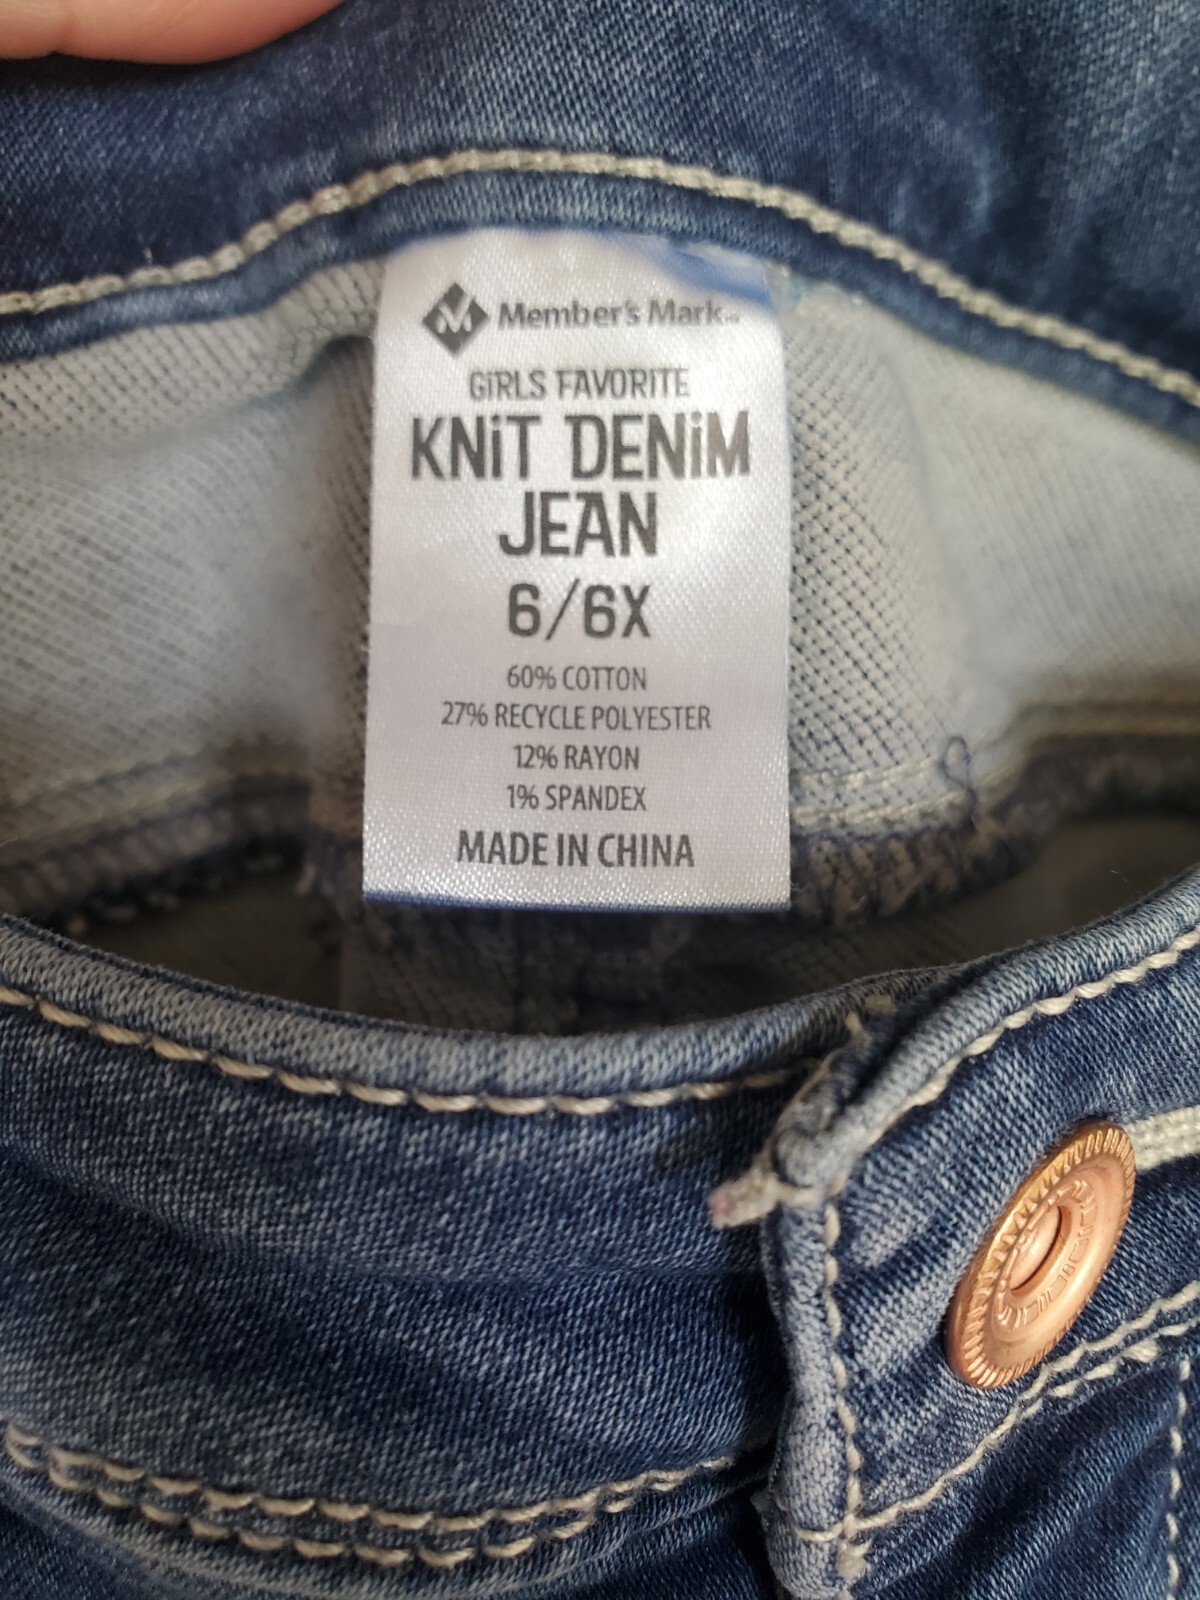 Member's Mark™
GiRLS FAVORITE
KNiT DENiM
JEAN
6/6X
60% COTTON
27% RECYCLE POLYESTER
12% RAYON
1% SPANDEX
MADE IN CHINA